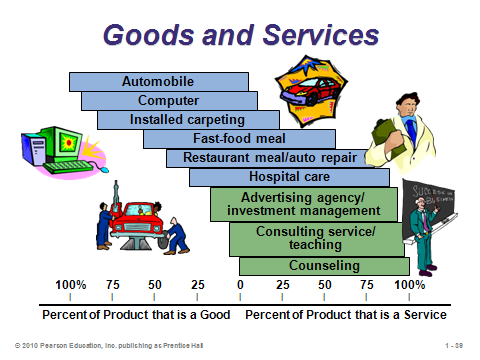 Goods and Services
Automobile
Computer
Installed carpeting
Fast-food meal
Restaurant meal/auto repair
Hospital care
Advertising agency/
investment management
Consulting service/
teaching
Counseling
100% 75 50 25 0 25 50 75 100%
Percent of Product that is a Good Percent of Product that is a Service
© 2010 Pearson Education, Inc. publishing as Prentice Hall